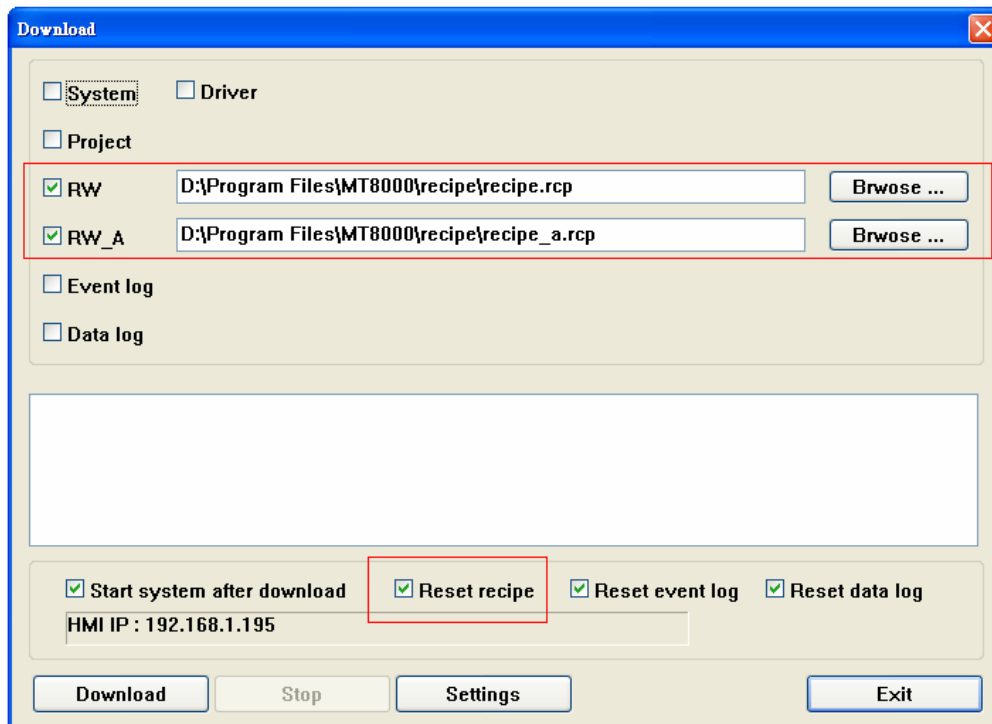 Download
System Driver
Project
RW D:\Program Files\MT8000\recipe\recipe.rcp Brwose ...
RW_A D:\Program Files\MT8000\recipe\recipe_a.rcp Brwose ...
Event log
Data log
Start system after download Reset recipe Reset event log Reset data log
HMI IP : 192.168.1.195
Download Stop Settings Exit